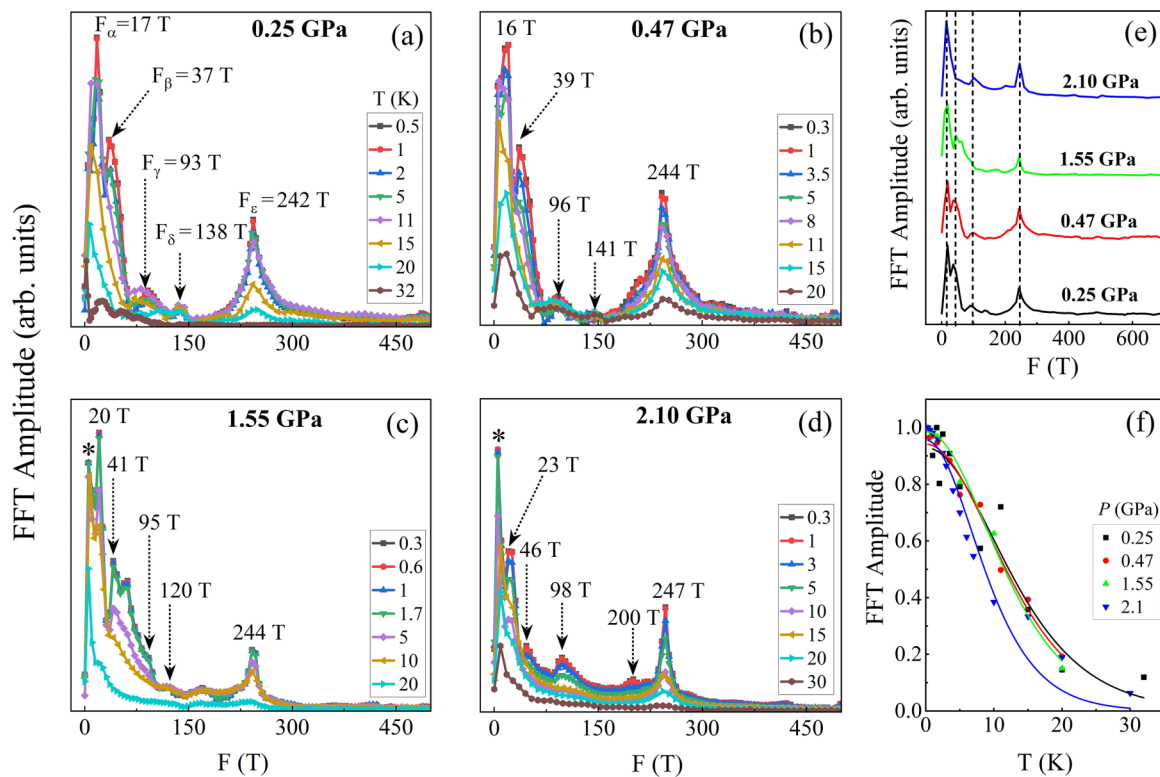 FFT Amplitude (arb. units)
(a)
0.25 GPa
Fα=17 T
Fβ=37 T
Fγ=93 T
Fδ=138 T
Fε=242 T
T (K)
0.5
1
2
5
11
15
20
32
0 150 300 450
(b)
0.47 GPa
16 T
39 T
96 T
141 T
244 T
T (K)
0.3
1
3.5
5
8
11
15
20
0 150 300 450
(c)
1.55 GPa
*
20 T
41 T
95 T
120 T
244 T
0.3
0.6
1
1.7
5
10
20
0 150 300 450
F (T)
(d)
2.10 GPa
*
23 T
46 T
98 T
200 T
247 T
0.3
1
3
5
10
15
20
30
0 150 300 450
F (T)
(e)
FFT Amplitude (arb. units)
2.10 GPa
1.55 GPa
0.47 GPa
0.25 GPa
0 200 400 600
F (T)
(f)
FFT Amplitude
1.0
0.8
0.6
0.4
0.2
0.0
P (GPa)
0.25
0.47
1.55
2.1
0 10 20 30
T (K)